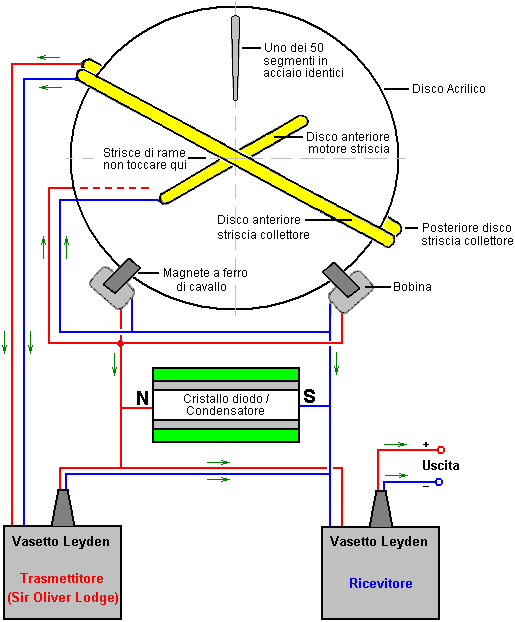 Uno dei 50
segmenti in
acciaio identici
Disco Acrilico
Disco anteriore
motore striscia
Strisce di rame
non toccare qui
Disco anteriore
striscia collettore
Posteriore disco
striscia collettore
Magnete a ferro
di cavallo
Bobina
N
Cristallo diodo /
Condensatore
S
+
Uscita
–
Vasetto Leyden
Trasmettitore
(Sir Oliver Lodge)
Vasetto Leyden
Ricevitore